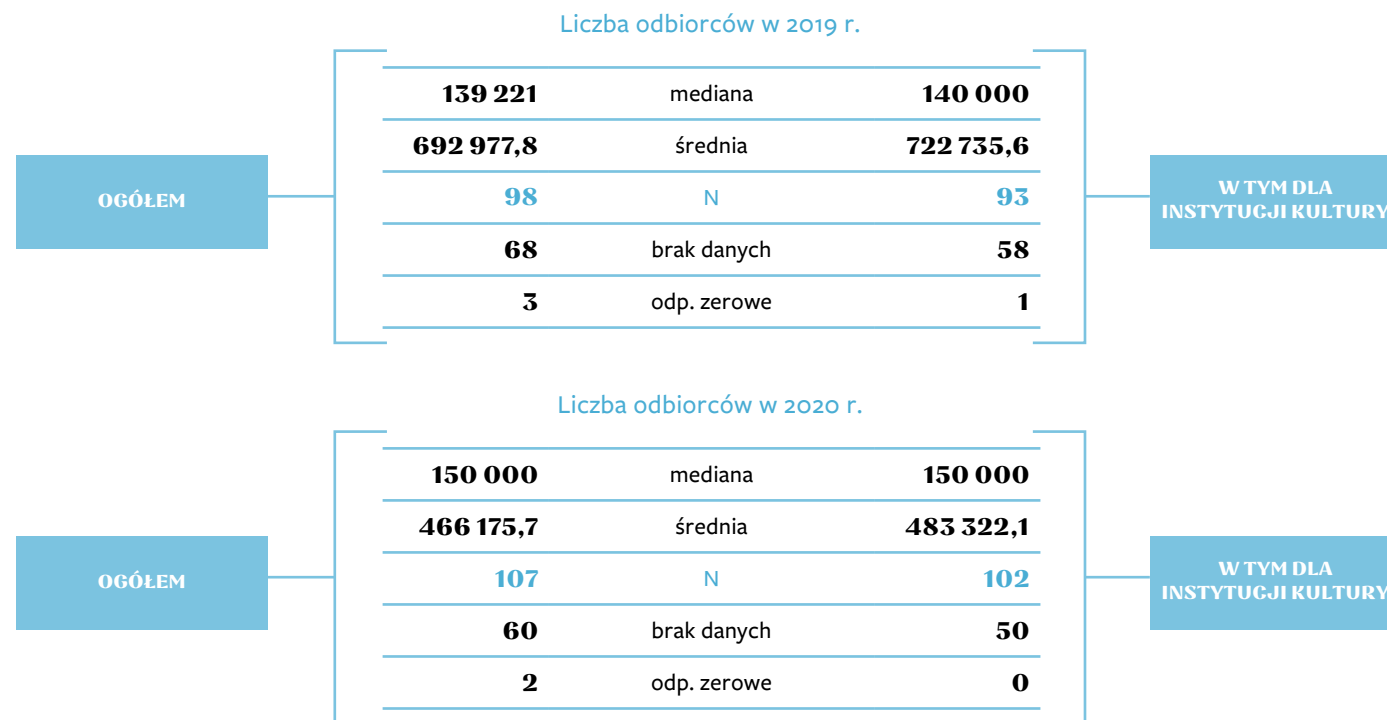 Liczba odbiorców w 2019 r.
139 221 mediana 140 000
692 977,8 średnia 722 735,6
OGÓŁEM
98 N 93
W TYM DLA
INSTYTUCJI KULTURY
68 brak danych 58
3 odp. zerowe 1
Liczba odbiorców w 2020 r.
150 000 mediana 150 000
466 175,7 średnia 483 322,1
OGÓŁEM
107 N 102
W TYM DLA
INSTYTUCJI KULTURY
60 brak danych 50
2 odp. zerowe 0